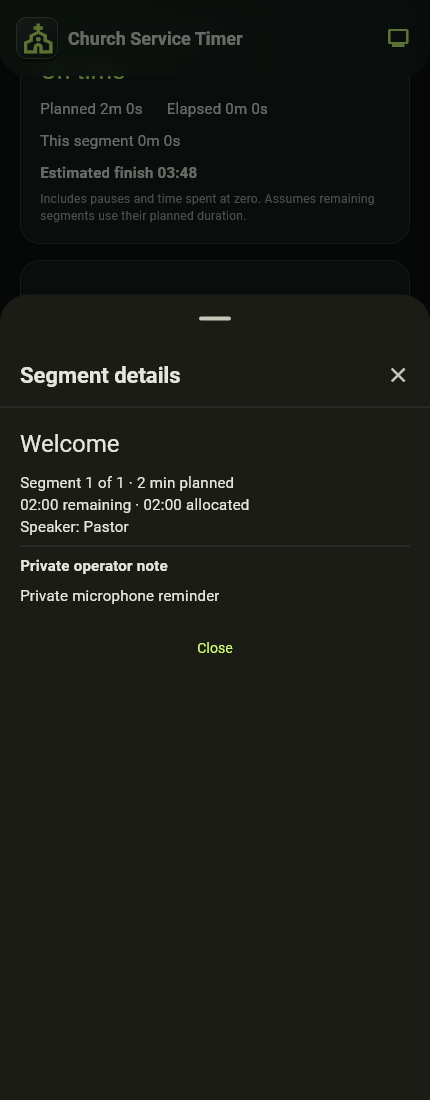 Church Service Timer
On time
Planned 2m 0s Elapsed 0m 0s
This segment 0m 0s
Estimated finish 03:48
Includes pauses and time spent at zero. Assumes remaining
segments use their planned duration.
Segment details
Welcome
Segment 1 of 1 · 2 min planned
02:00 remaining · 02:00 allocated
Speaker: Pastor
Private operator note
Private microphone reminder
Close